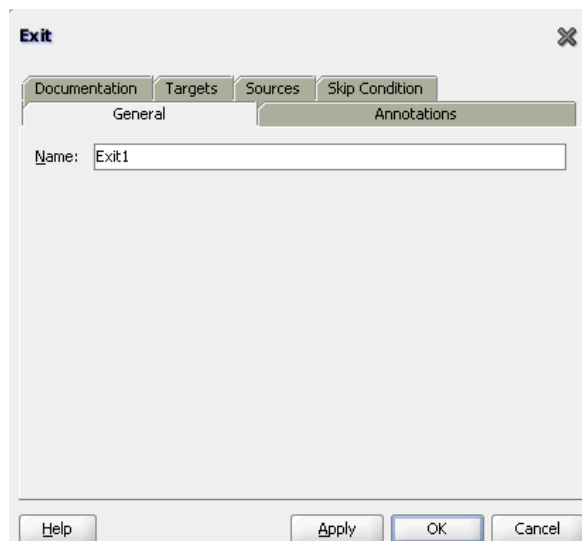 Exit
Documentation Targets Sources Skip Condition
General Annotations
Name: Exit1
Help Apply OK Cancel